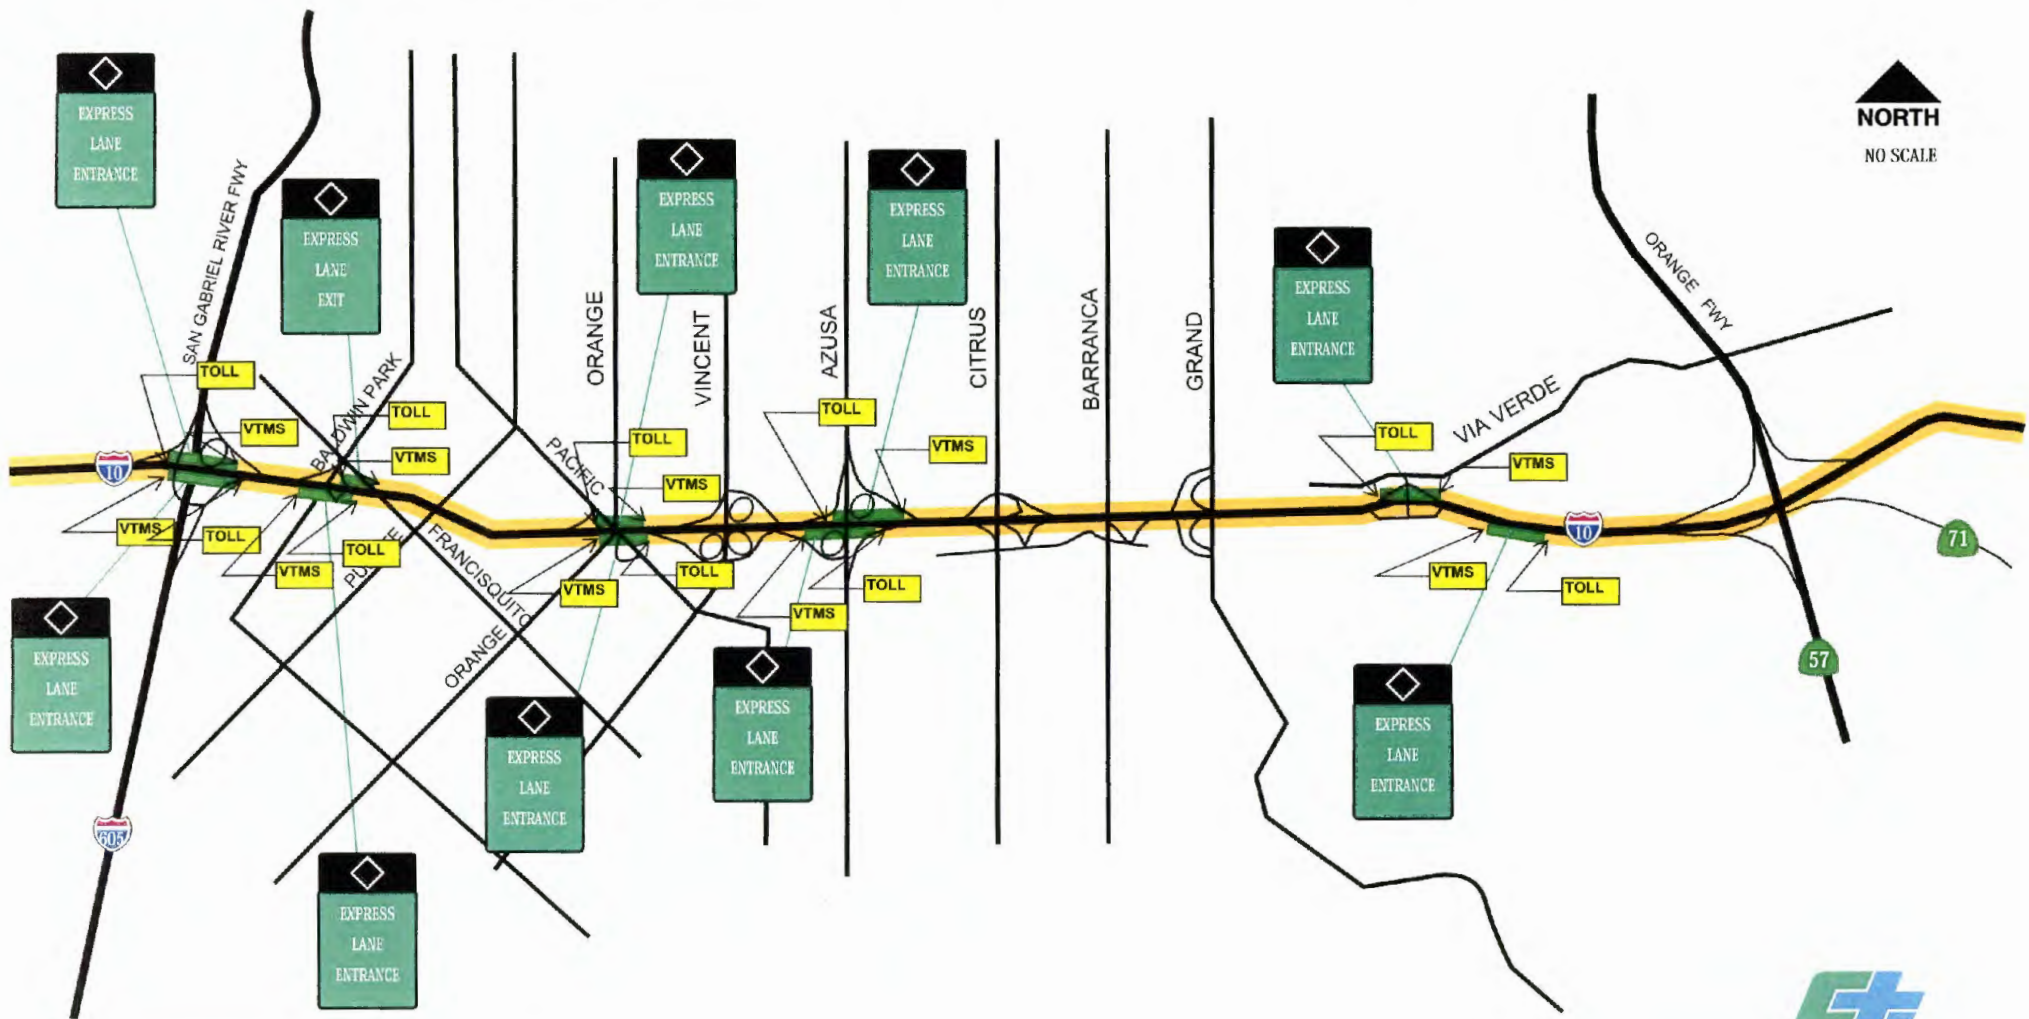 EXPRESS
LANE
ENTRANCE
EXPRESS
LANE
EXIT
EXPRESS
LANE
ENTRANCE
EXPRESS
LANE
ENTRANCE
EXPRESS
LANE
ENTRANCE
NORTH
NO SCALE
SAN GABRIEL RIVER FWY
BALDWIN PARK
PACIFIC
ORANGE
VINCENT
AZUSA
CITRUS
BARRANCA
GRAND
VIA VERDE
ORANGE FWY
TOLL
VTMS
TOLL
VTMS
TOLL
VTMS
TOLL
VTMS
TOLL
VTMS
10
10
VTMS
TOLL
VTMS
TOLL
VTMS
TOLL
VTMS
TOLL
VTMS
TOLL
FRANCISQUITO
ORANGE
71
57
605
EXPRESS
LANE
ENTRANCE
EXPRESS
LANE
ENTRANCE
EXPRESS
LANE
ENTRANCE
EXPRESS
LANE
ENTRANCE
EXPRESS
LANE
ENTRANCE